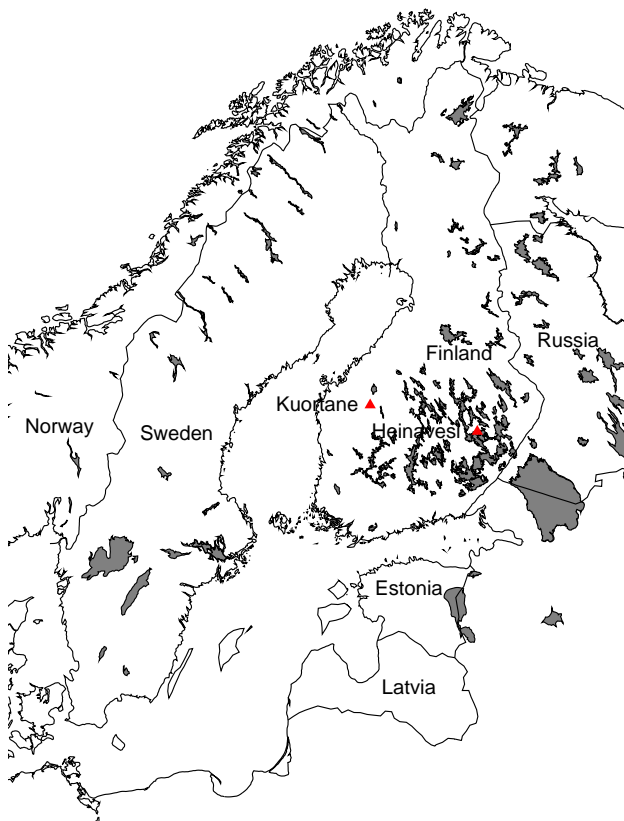 Finland
Russia
Kuortane
Norway
Sweden
Heinavesi
Estonia
Latvia